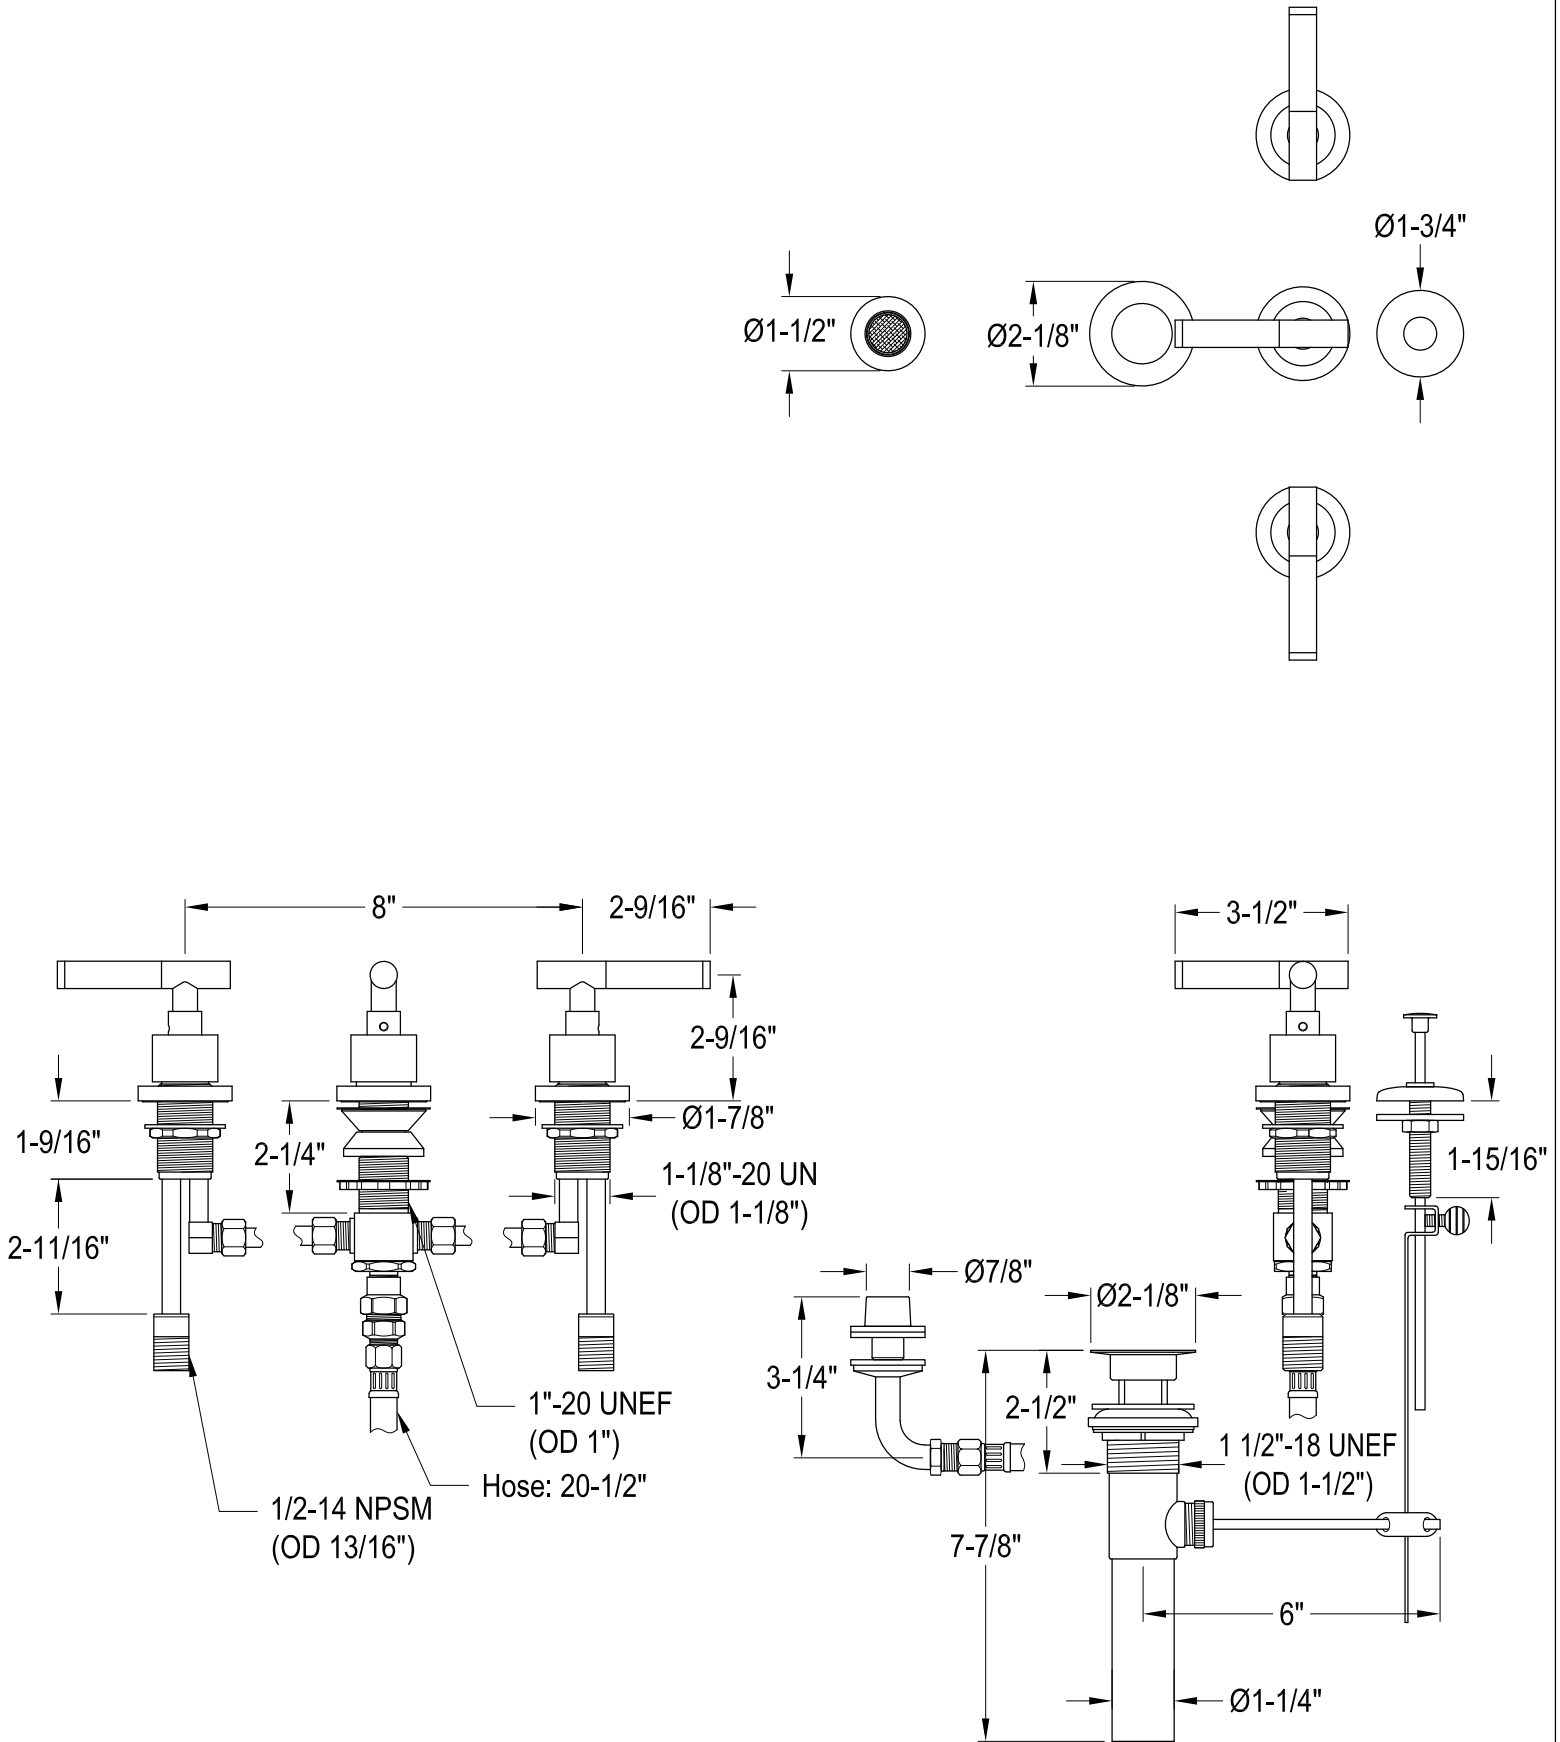 Ø1-3/4"
Ø1-1/2"
Ø2-1/8"
8"
2-9/16"
3-1/2"
2-9/16"
Ø1-7/8"
1-9/16"
2-1/4"
1-15/16"
1-1/8"-20 UN
(OD 1-1/8")
2-11/16"
Ø7/8"
Ø2-1/8"
3-1/4"
2-1/2"
1"-20 UNEF
(OD 1")
1 1/2"-18 UNEF
(OD 1-1/2")
Hose: 20-1/2"
1/2-14 NPSM
(OD 13/16")
7-7/8"
6"
Ø1-1/4"